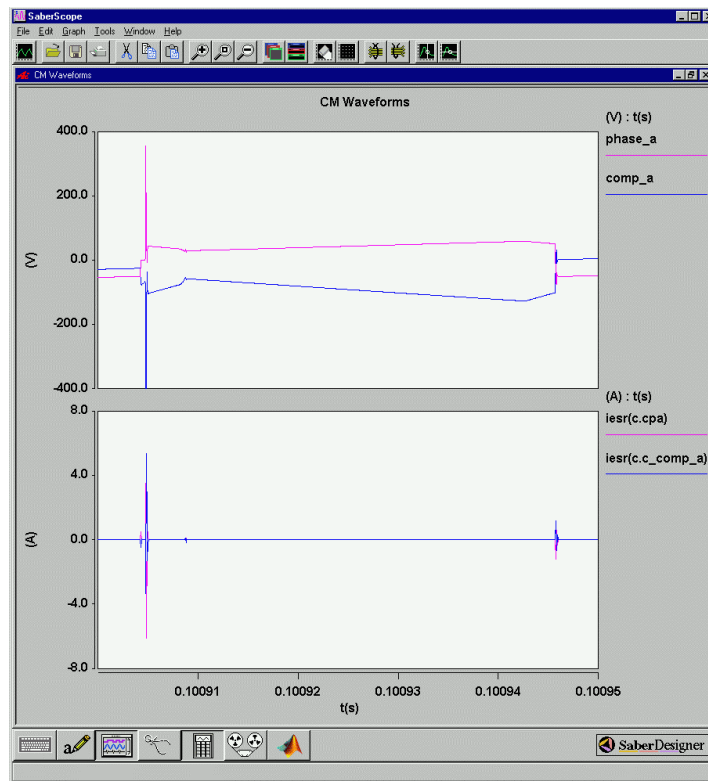 SaberScope
File Edit Graph Tools Window Help
CM Waveforms
CM Waveforms
(V) : t(s)
phase_a
comp_a
400.0
200.0
0.0
-200.0
-400.0
(V)
(A) : t(s)
iesr(c.cpa)
iesr(c.c_comp_a)
8.0
4.0
0.0
-4.0
-8.0
(A)
0.10091 0.10092 0.10093 0.10094 0.10095
t(s)
a
SaberDesigner